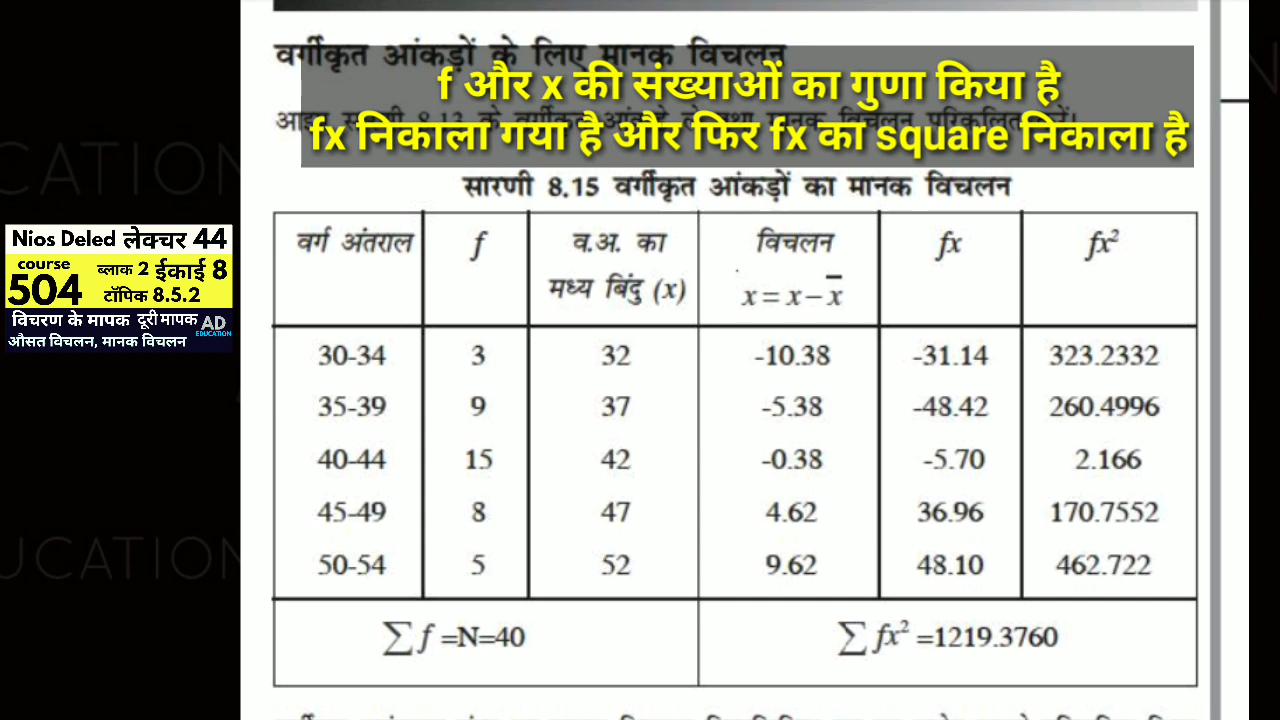 वर्गीकृत आंकड़ों के लिए मानक विचलन
f और x की संख्याओं का गुणा किया है
fx निकाला गया है और फिर fx का square निकाला है
सारणी 8.15 वर्गीकृत आंकड़ों का मानक विचलन
वर्ग अंतराल f व.अ. का मध्य बिंदु (x) विचलन x = x – x̄ fx fx²
30-34 3 32 -10.38 -31.14 323.2332
35-39 9 37 -5.38 -48.42 260.4996
40-44 15 42 -0.38 -5.70 2.166
45-49 8 47 4.62 36.96 170.7552
50-54 5 52 9.62 48.10 462.722
∑f =N=40 ∑fx² =1219.3760
Nios Deled लेक्चर 44
course
504
ब्लाक 2 ईकाई 8
टॉपिक 8.5.2
विचरण के मापक दूरी मापक
औसत विचलन, मानक विचलन
AD
EDUCATION
CATION
UCATION